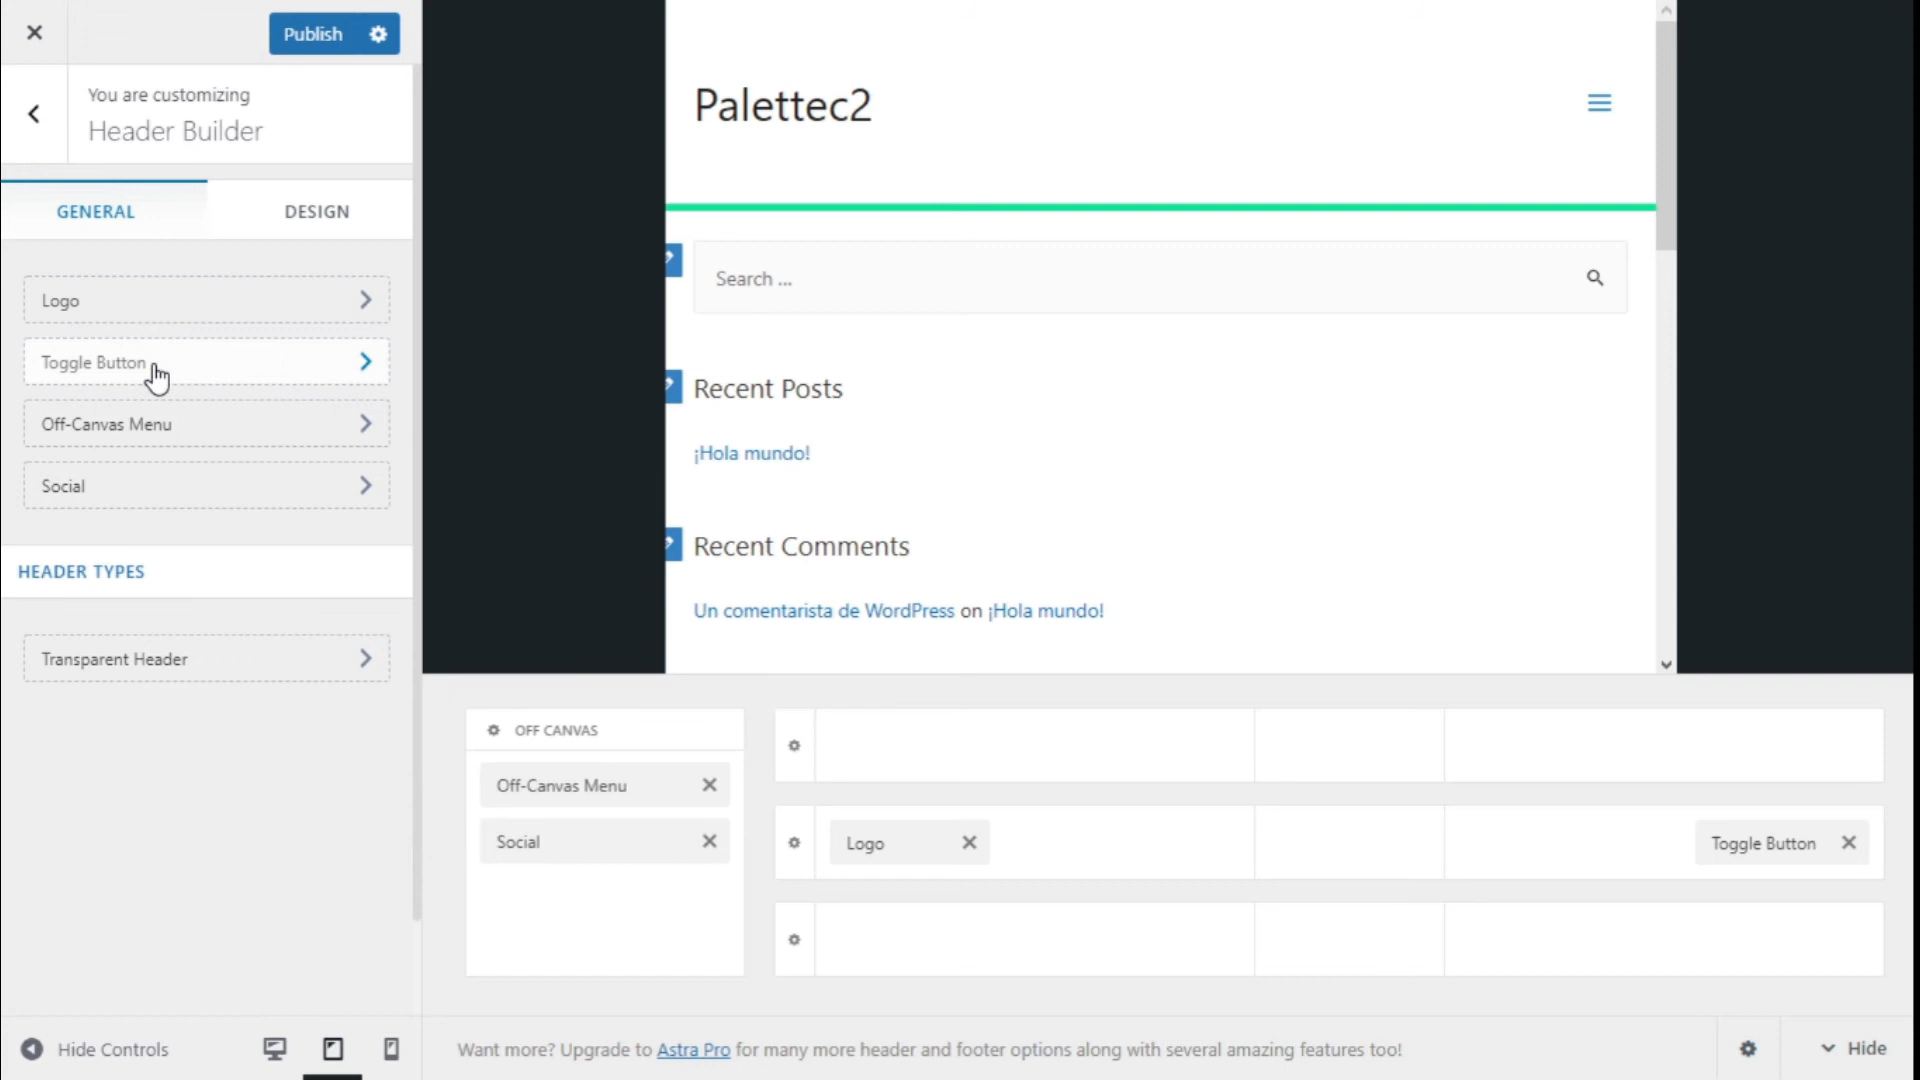 Publish
You are customizing
Header Builder
GENERAL
DESIGN
Logo
Toggle Button
Off-Canvas Menu
Social
HEADER TYPES
Transparent Header
Hide Controls
Palettec2
Search ...
Recent Posts
¡Hola mundo!
Recent Comments
Un comentarista de WordPress on ¡Hola mundo!
OFF CANVAS
Off-Canvas Menu
Social
Logo
Toggle Button
Want more? Upgrade to Astra Pro for many more header and footer options along with several amazing features too!
Hide